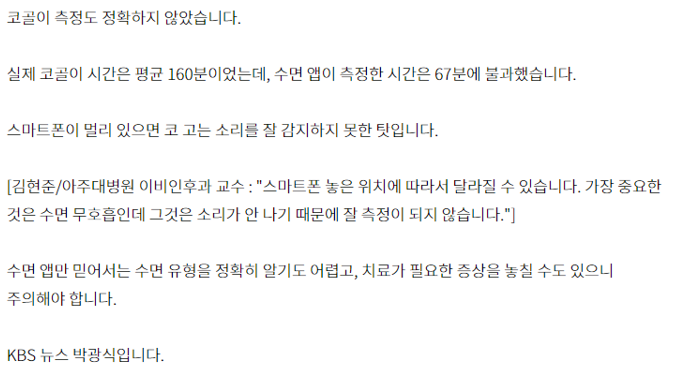 코골이 측정도 정확하지 않았습니다.
실제 코골이 시간은 평균 160분이었는데, 수면 앱이 측정한 시간은 67분에 불과했습니다.
스마트폰이 멀리 있으면 코 고는 소리를 잘 감지하지 못한 탓입니다.
[김현준/아주대병원 이비인후과 교수 : "스마트폰 놓은 위치에 따라서 달라질 수 있습니다. 가장 중요한
것은 수면 무호흡인데 그것은 소리가 안 나기 때문에 잘 측정이 되지 않습니다."]
수면 앱만 믿어서는 수면 유형을 정확히 알기도 어렵고, 치료가 필요한 증상을 놓칠 수도 있으니
주의해야 합니다.
KBS 뉴스 박광식입니다.